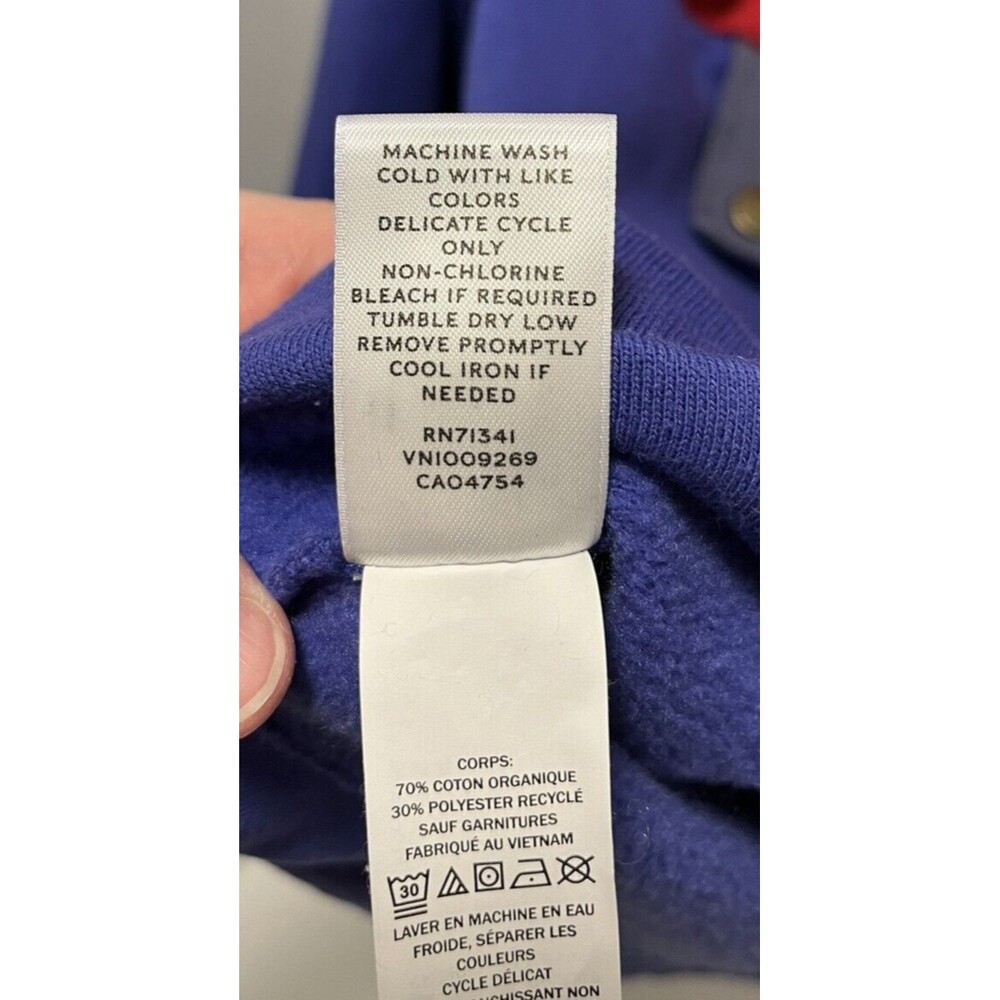 MACHINE WASH
COLD WITH LIKE
COLORS
DELICATE CYCLE
ONLY
NON-CHLORINE
BLEACH IF REQUIRED
TUMBLE DRY LOW
REMOVE PROMPTLY
COOL IRON IF
NEEDED
RN71341
VN1009269
CA04754
CORPS:
70% COTON ORGANIQUE
30% POLYESTER RECYCLÉ
SAUF GARNITURES
FABRIQUÉ AU VIETNAM
30
LAVER EN MACHINE EN EAU
FROIDE, SÉPARER LES
COULEURS
CYCLE DÉLICAT
NON